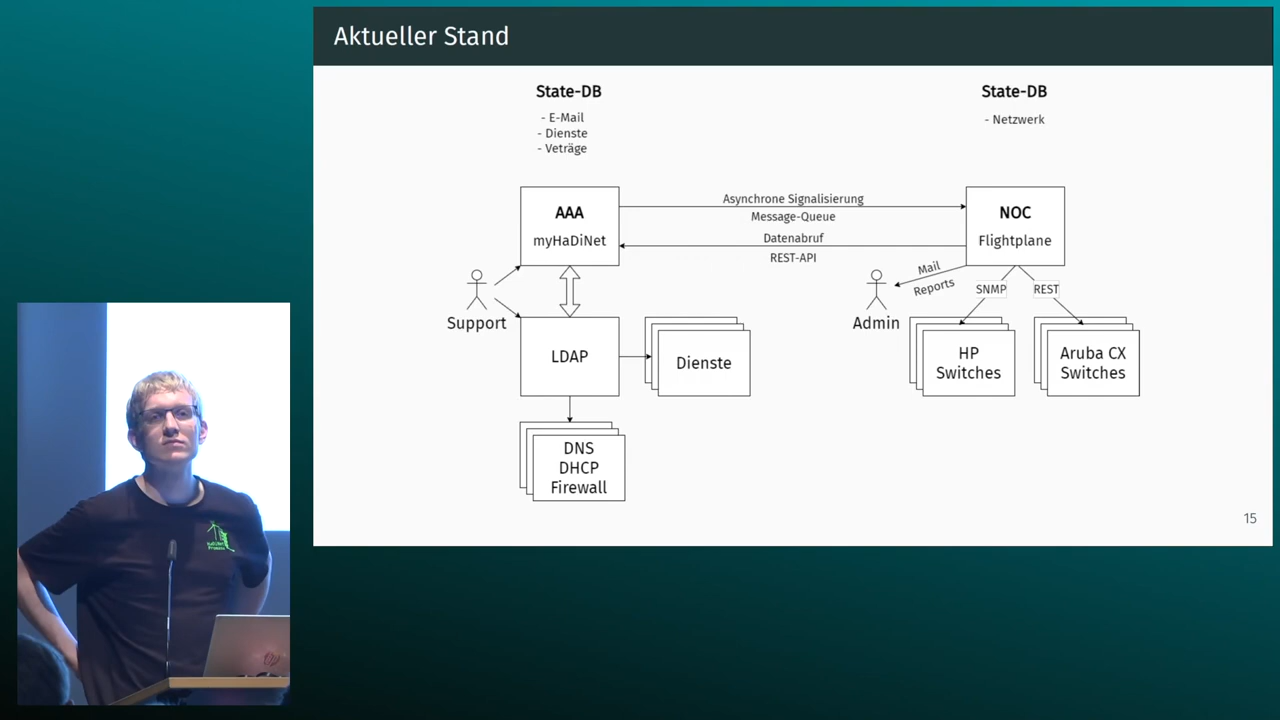 Aktueller Stand
State-DB
- E-Mail
- Dienste
- Veträge
State-DB
- Netzwerk
AAA
myHaDiNet
Asynchrone Signalisierung
Message-Queue
Datenabruf
REST-API
NOC
Flightplane
Mail
Reports
SNMP
REST
Support
Admin
LDAP
Dienste
HP
Switches
Aruba CX
Switches
DNS
DHCP
Firewall
15